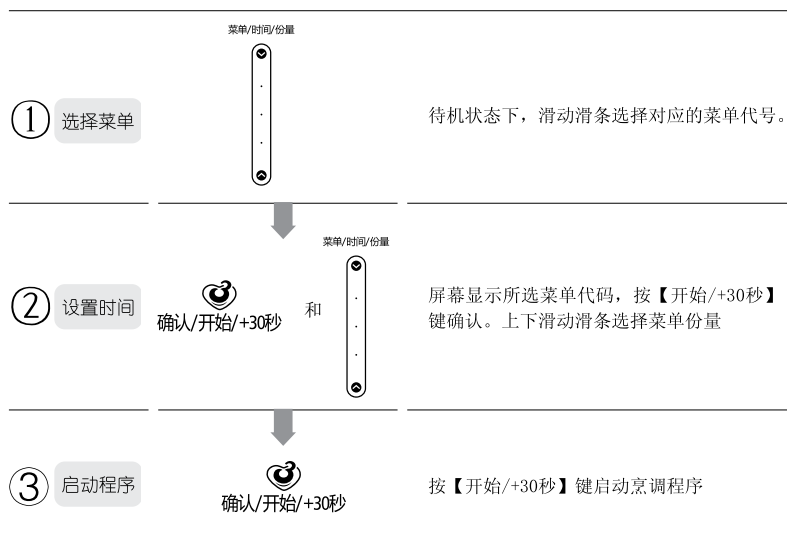 菜单/时间/份量
① 选择菜单
待机状态下，滑动滑条选择对应的菜单代号。
菜单/时间/份量
② 设置时间
确认/开始/+30秒
和
屏幕显示所选菜单代码，按【开始/+30秒】
键确认。上下滑动滑条选择菜单份量
③ 启动程序
确认/开始/+30秒
按【开始/+30秒】键启动烹调程序